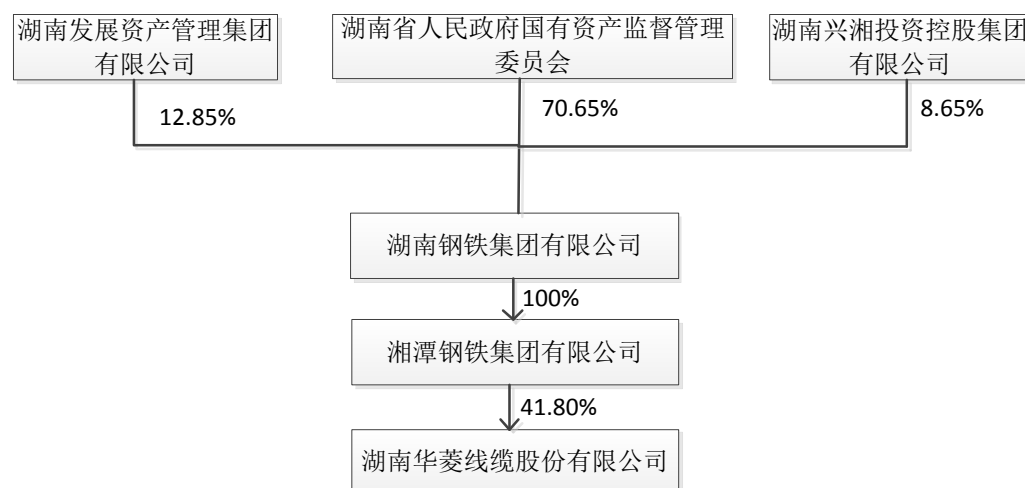 湖南发展资产管理集团
有限公司
湖南省人民政府国有资产监督管理
委员会
湖南兴湘投资控股集团
有限公司
12.85%
70.65%
8.65%
湖南钢铁集团有限公司
100%
湘潭钢铁集团有限公司
41.80%
湖南华菱线缆股份有限公司